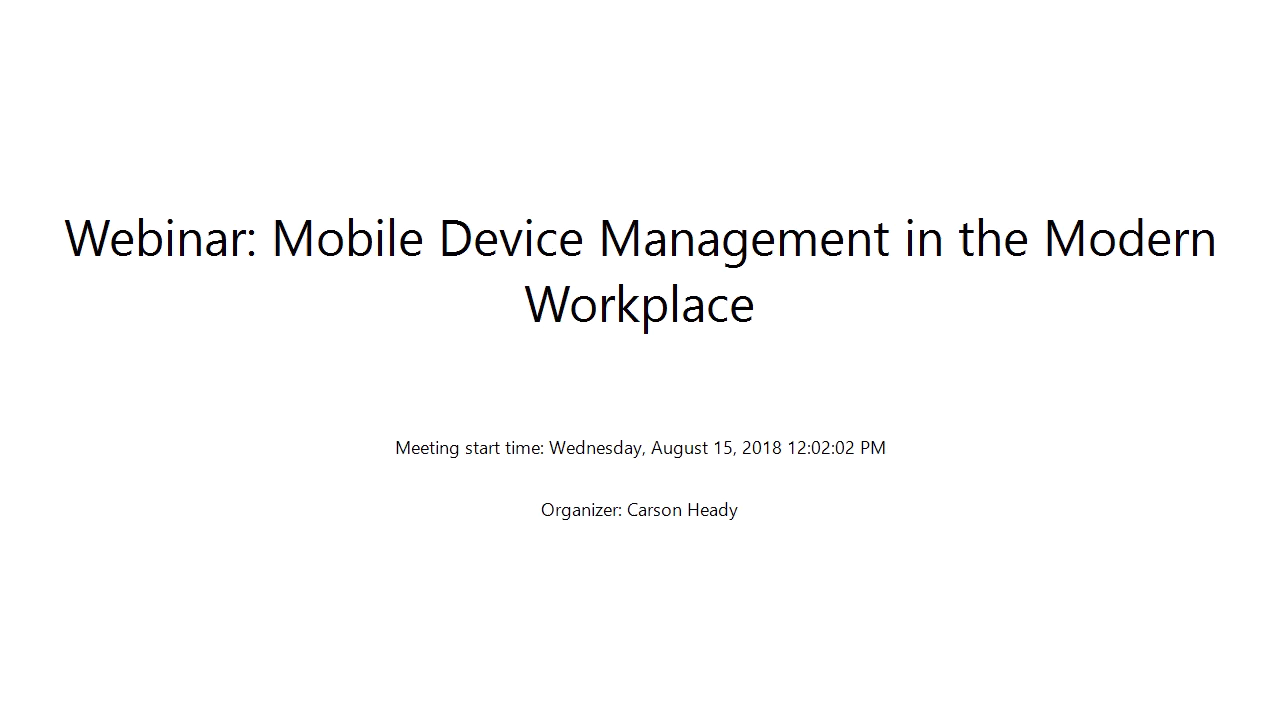 Webinar: Mobile Device Management in the Modern
Workplace
Meeting start time: Wednesday, August 15, 2018 12:02:02 PM
Organizer: Carson Heady